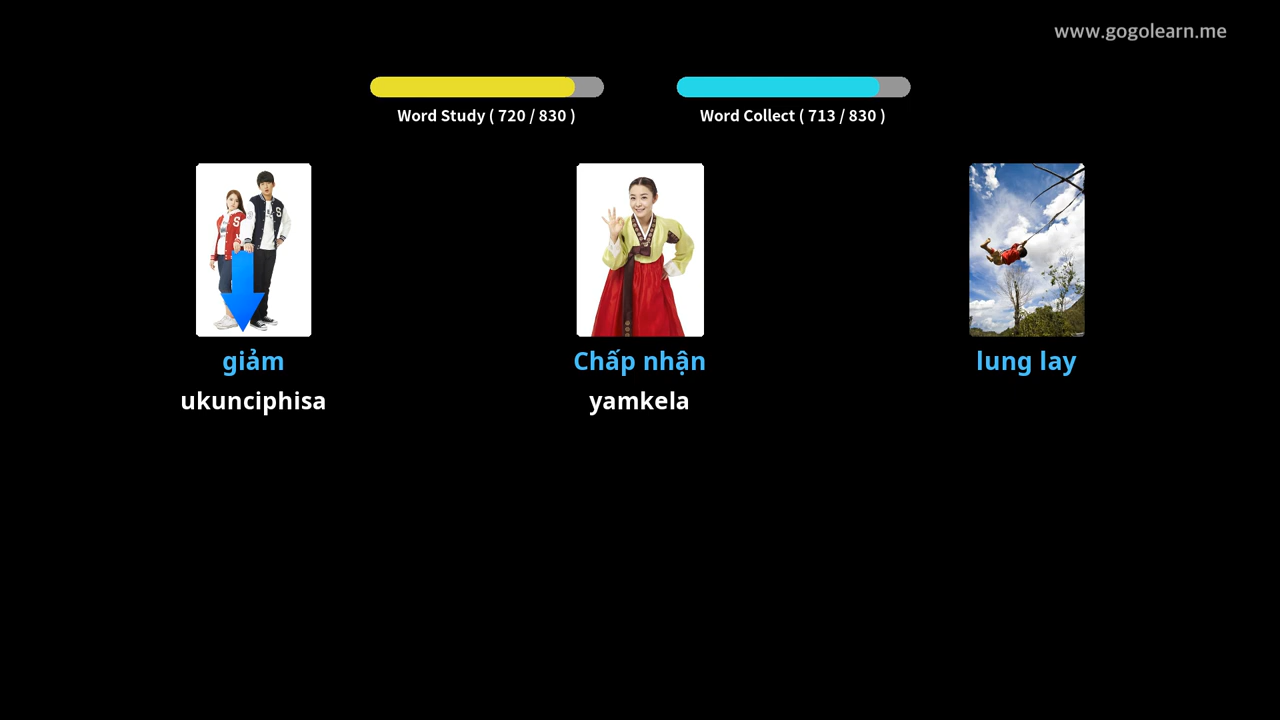 www.gogolearn.me
Word Study ( 720 / 830 )
Word Collect ( 713 / 830 )
giảm
Chấp nhận
lung lay
ukunciphisa
yamkela